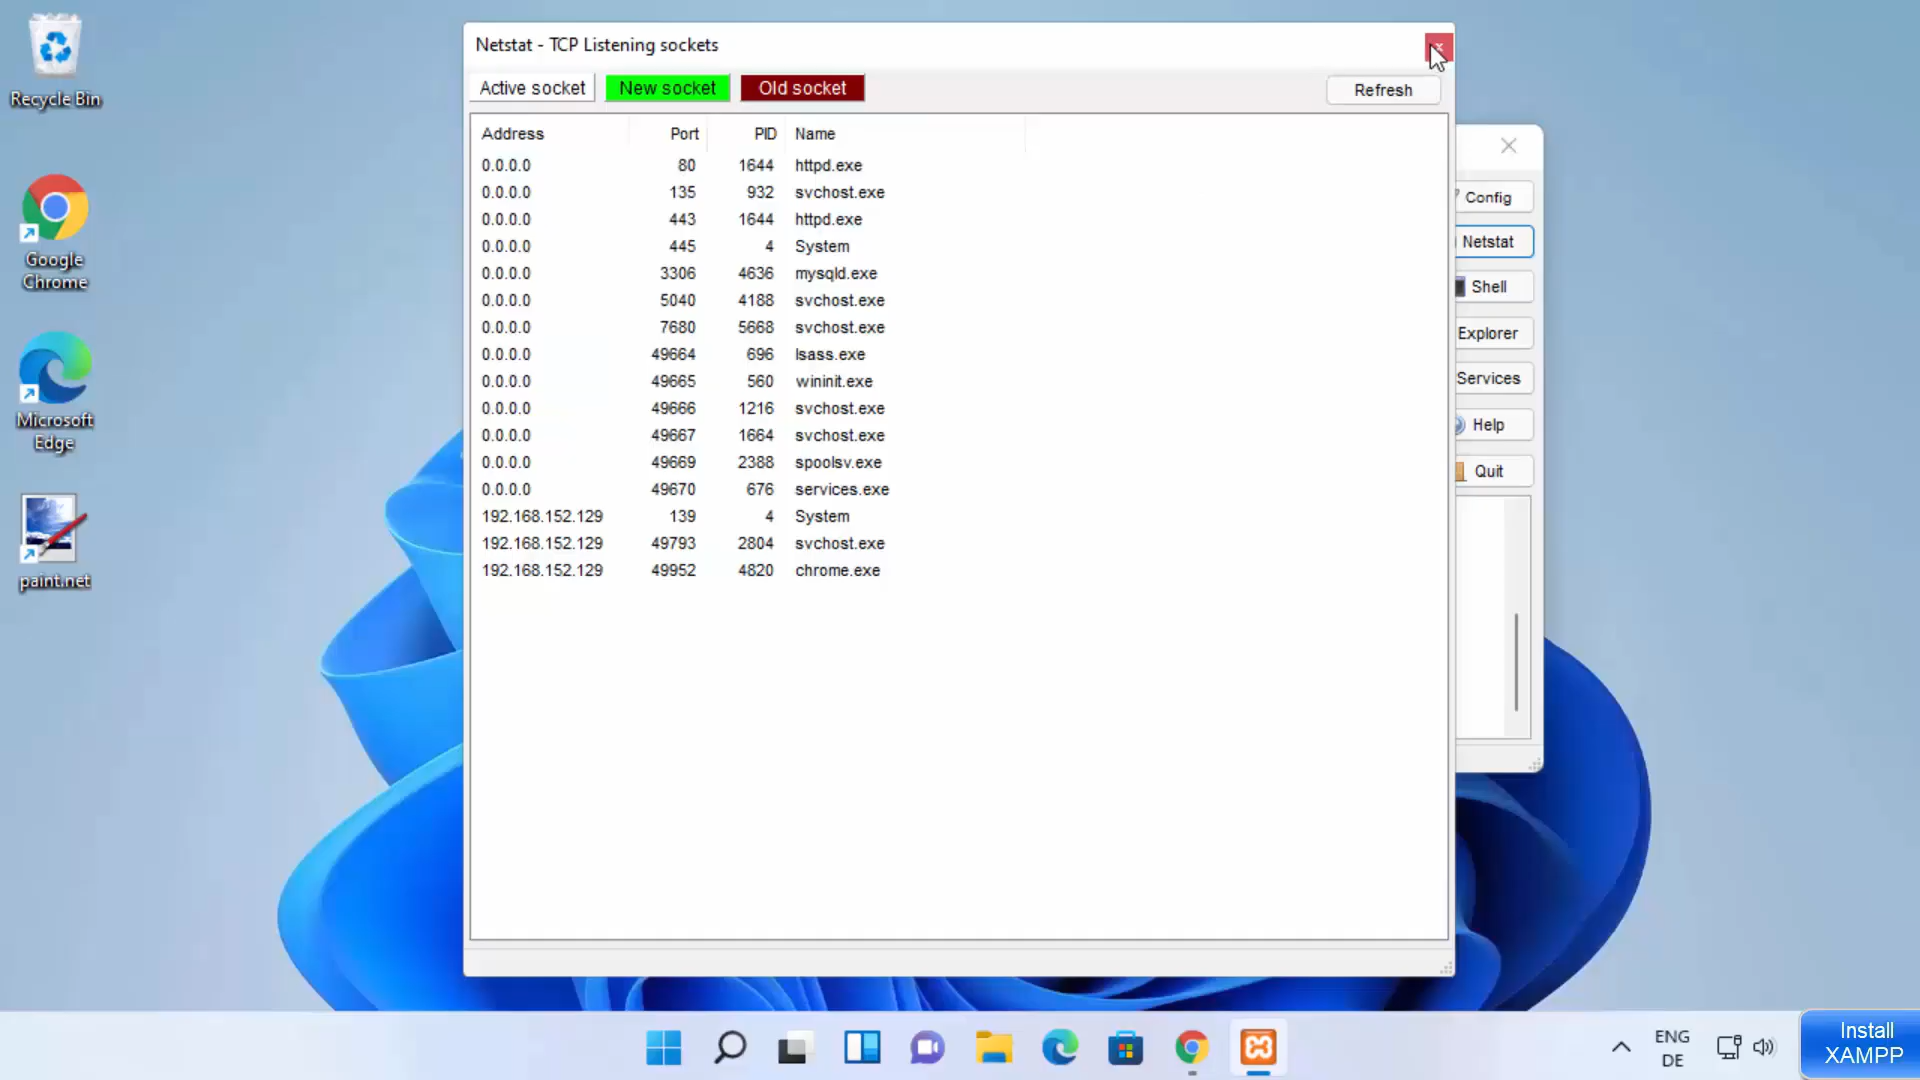 Recycle Bin
Google
Chrome
Microsoft
Edge
paint.net
Netstat - TCP Listening sockets
Active socket New socket Old socket Refresh
Address Port PID Name
0.0.0.0 80 1644 httpd.exe
0.0.0.0 135 932 svchost.exe
0.0.0.0 443 1644 httpd.exe
0.0.0.0 445 4 System
0.0.0.0 3306 4636 mysqld.exe
0.0.0.0 5040 4188 svchost.exe
0.0.0.0 7680 5668 svchost.exe
0.0.0.0 49664 696 lsass.exe
0.0.0.0 49665 560 wininit.exe
0.0.0.0 49666 1216 svchost.exe
0.0.0.0 49667 1664 svchost.exe
0.0.0.0 49669 2388 spoolsv.exe
0.0.0.0 49670 676 services.exe
192.168.152.129 139 4 System
192.168.152.129 49793 2804 svchost.exe
192.168.152.129 49952 4820 chrome.exe
Config
Netstat
Shell
Explorer
Services
Help
Quit
ENG
DE
Install
XAMPP